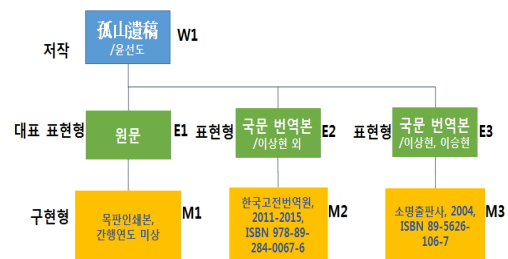 孤山遺稿
/윤선도
W1
저작
대표 표현형
원문
E1
표현형
국문 번역본
/이상현 외
E2
표현형
국문 번역본
/이상현, 이승현
E3
구현형
목판인쇄본,
간행연도 미상
M1
한국고전번역원,
2011-2015,
ISBN 978-89-
284-0067-6
M2
소명출판사, 2004,
ISBN 89-5626-
106-7
M3